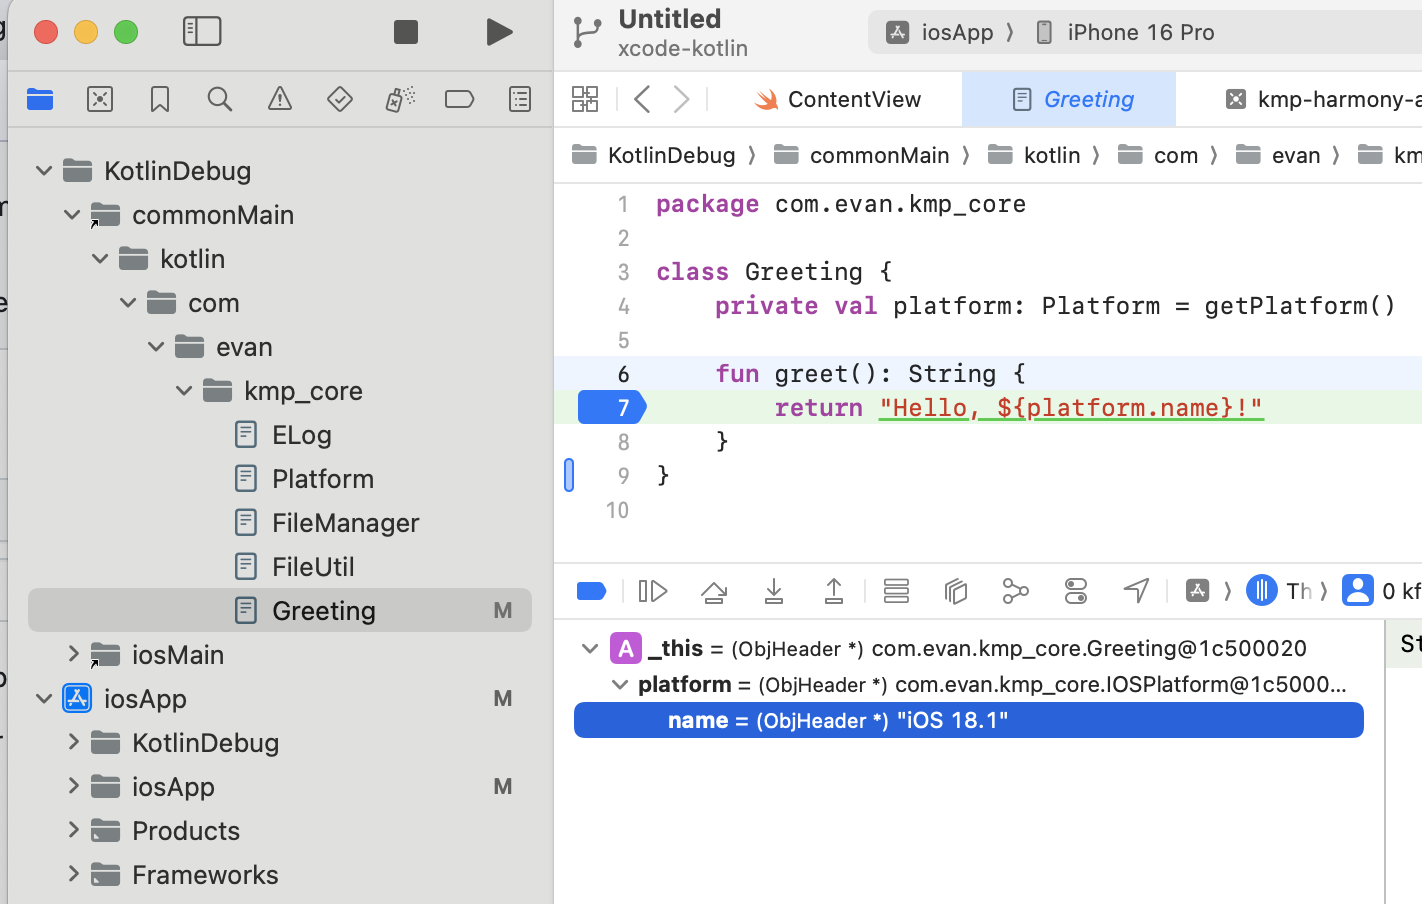 Untitled
xcode-kotlin
iosApp 〉 iPhone 16 Pro
ContentView
Greeting
kmp-harmony-a
KotlinDebug 〉 commonMain 〉 kotlin 〉 com 〉 evan 〉 km
KotlinDebug
commonMain
kotlin
com
evan
kmp_core
ELog
Platform
FileManager
FileUtil
Greeting M
iosMain
iosApp M
KotlinDebug
iosApp M
Products
Frameworks
1 package com.evan.kmp_core
2
3 class Greeting {
4 private val platform: Platform = getPlatform()
5
6 fun greet(): String {
7 return "Hello, ${platform.name}!"
8 }
9 }
10
Th 〉 0 kf
A _this = (ObjHeader *) com.evan.kmp_core.Greeting@1c500020
platform = (ObjHeader *) com.evan.kmp_core.IOSPlatform@1c5000...
name = (ObjHeader *) "iOS 18.1"
St